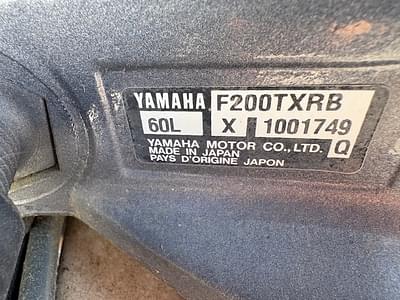 YAMAHA F200TXRB
60L X 1001749
YAMAHA MOTOR CO., LTD. Q
MADE IN JAPAN
PAYS D'ORIGINE JAPON